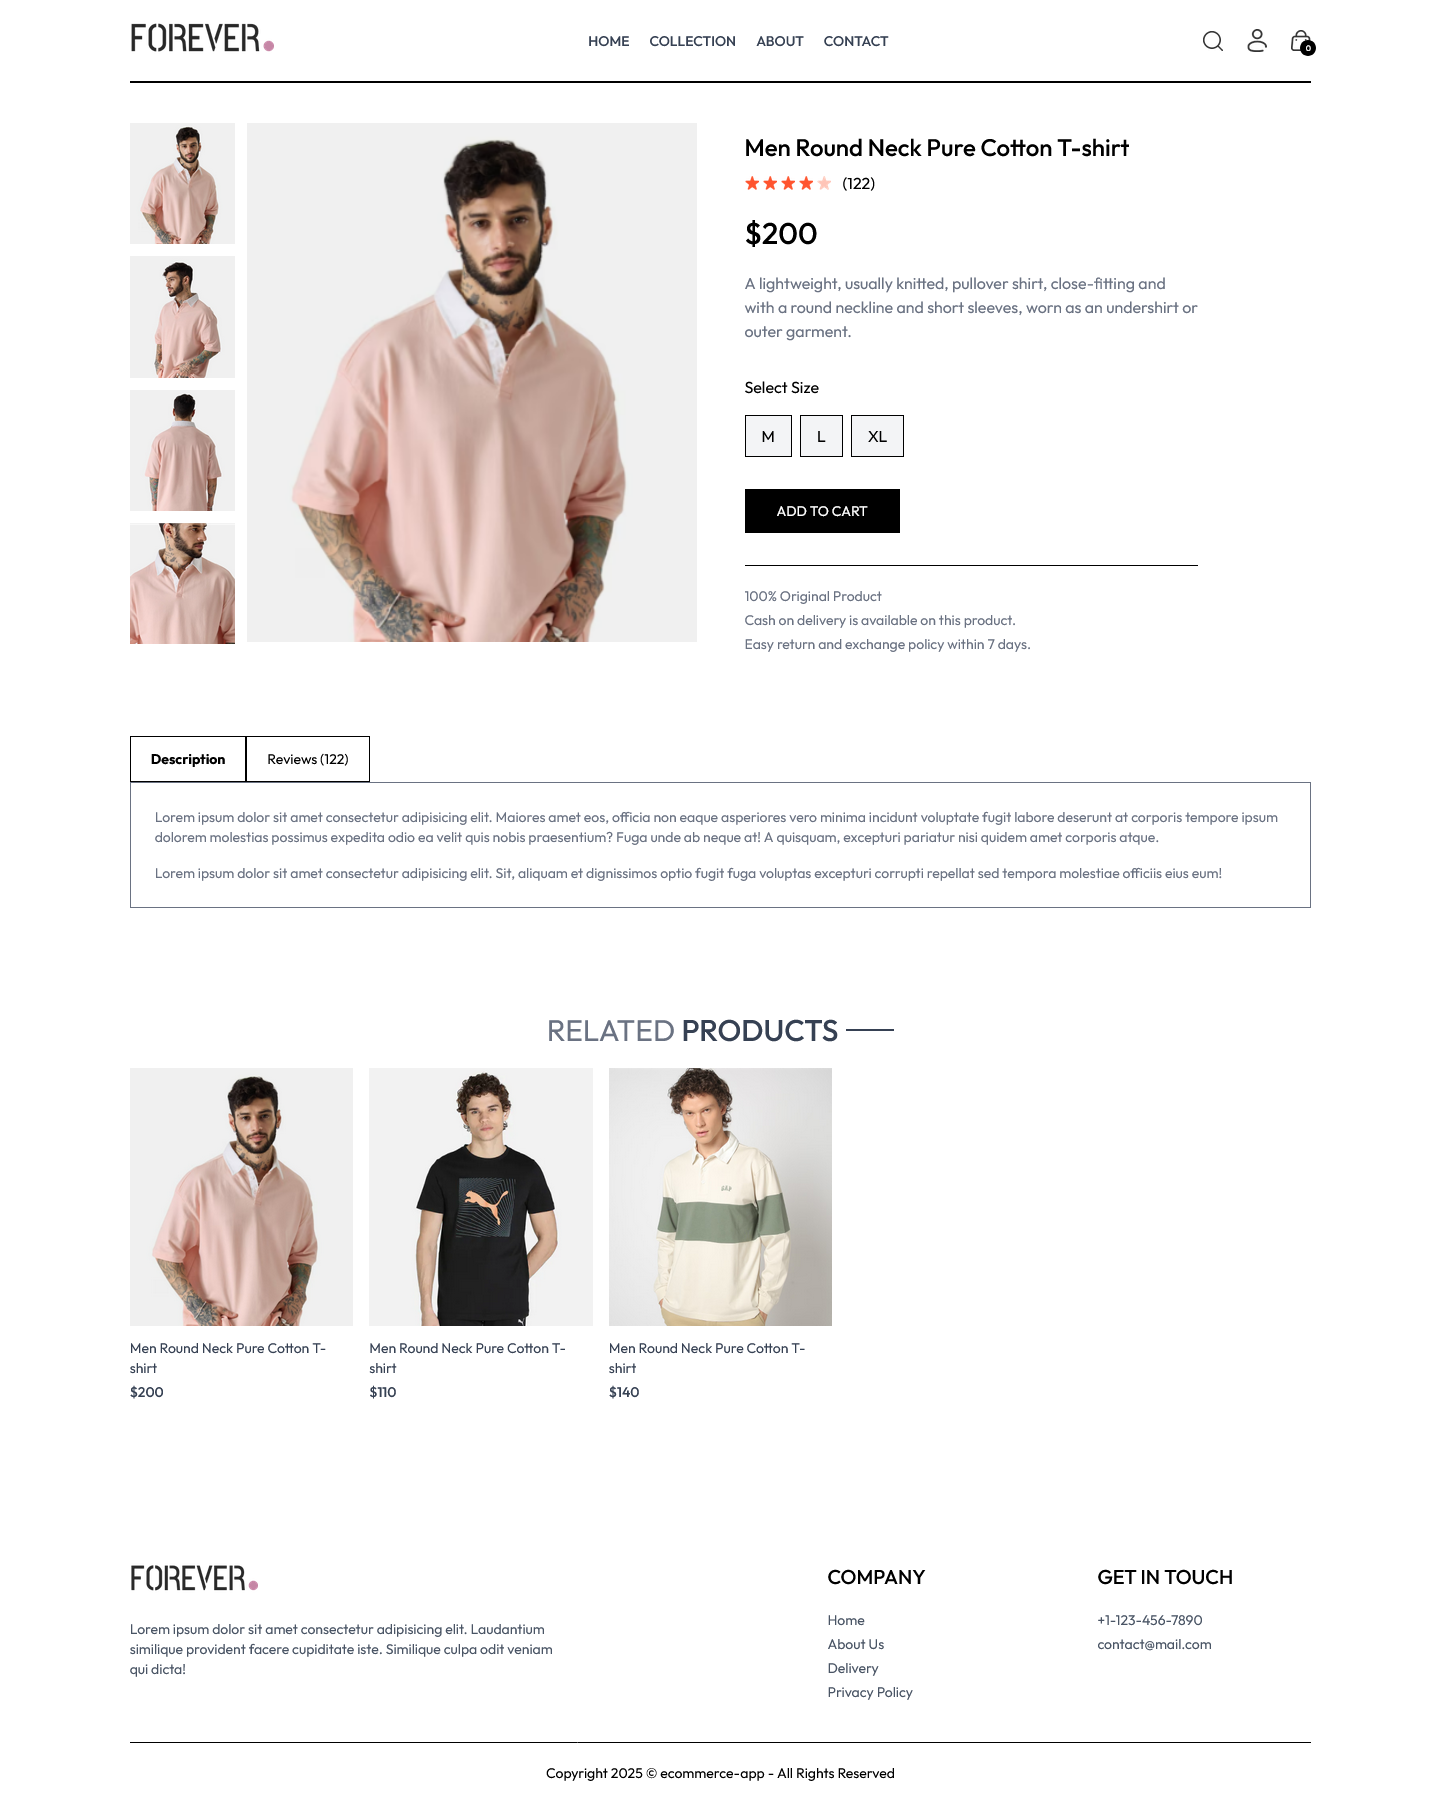 FOREVER.
HOME COLLECTION ABOUT CONTACT
0
Men Round Neck Pure Cotton T-shirt
(122)
$200
A lightweight, usually knitted, pullover shirt, close-fitting and
with a round neckline and short sleeves, worn as an undershirt or
outer garment.
Select Size
M L XL
ADD TO CART
100% Original Product
Cash on delivery is available on this product.
Easy return and exchange policy within 7 days.
Description Reviews (122)
Lorem ipsum dolor sit amet consectetur adipisicing elit. Maiores amet eos, officia non eaque asperiores vero minima incidunt voluptate fugit labore deserunt at corporis tempore ipsum
dolorem molestias possimus expedita odio ea velit quis nobis praesentium? Fuga unde ab neque at! A quisquam, excepturi pariatur nisi quidem amet corporis atque.
Lorem ipsum dolor sit amet consectetur adipisicing elit. Sit, aliquam et dignissimos optio fugit fuga voluptas excepturi corrupti repellat sed tempora molestiae officiis eius eum!
RELATED PRODUCTS
GAP
Men Round Neck Pure Cotton T-
shirt
$200
Men Round Neck Pure Cotton T-
shirt
$110
Men Round Neck Pure Cotton T-
shirt
$140
FOREVER.
Lorem ipsum dolor sit amet consectetur adipisicing elit. Laudantium
similique provident facere cupiditate iste. Similique culpa odit veniam
qui dicta!
COMPANY
Home
About Us
Delivery
Privacy Policy
GET IN TOUCH
+1-123-456-7890
contact@mail.com
Copyright 2025 © ecommerce-app - All Rights Reserved